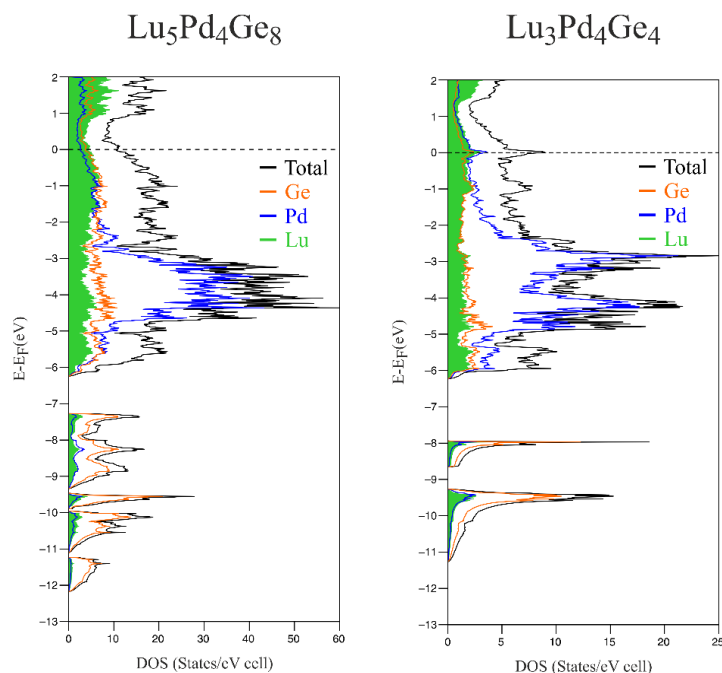 Lu₅Pd₄Ge₈
Lu₃Pd₄Ge₄
2
1
0
−1
−2
−3
−4
−5
−6
−7
−8
−9
−10
−11
−12
−13
E-E_F(eV)
Total
Ge
Pd
Lu
0 10 20 30 40 50 60
DOS (States/eV cell)
2
1
0
−1
−2
−3
−4
−5
−6
−7
−8
−9
−10
−11
−12
−13
E-E_F(eV)
Total
Ge
Pd
Lu
0 5 10 15 20 25
DOS (States/eV cell)